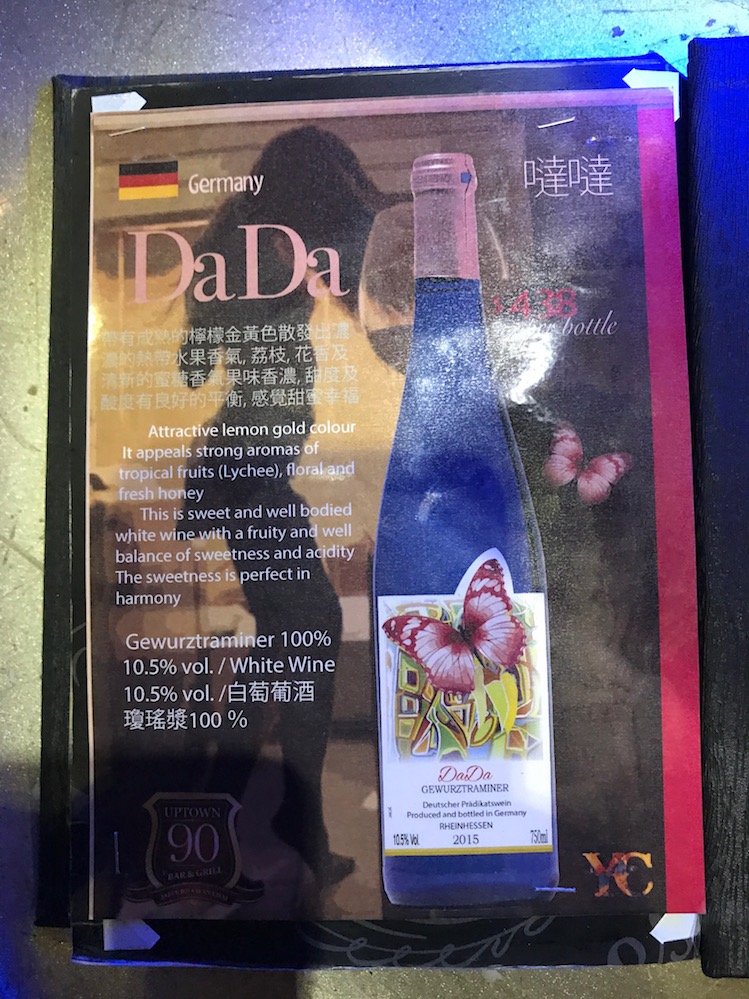 Germany
噠噠
DaDa
$438
per bottle
帶有成熟的檸檬金黃色散發出濃
濃的熱帶水果香氣, 荔枝, 花香及
清新的蜜糖香氣果味香濃, 甜度及
酸度有良好的平衡, 感覺甜蜜幸福
Attractive lemon gold colour
It appeals strong aromas of
tropical fruits (Lychee), floral and
fresh honey
This is sweet and well bodied
white wine with a fruity and well
balance of sweetness and acidity
The sweetness is perfect in
harmony
Gewurztraminer 100%
10.5% vol. / White Wine
10.5% vol. /白萄葡酒
瓊瑤漿100 %
DaDa
GEWURZTRAMINER
Deutscher Prädikatswein
Produced and bottled in Germany
RHEINHESSEN
10.5% Vol. 2015 750ml
UPTOWN
90
BAR & GRILL
YC